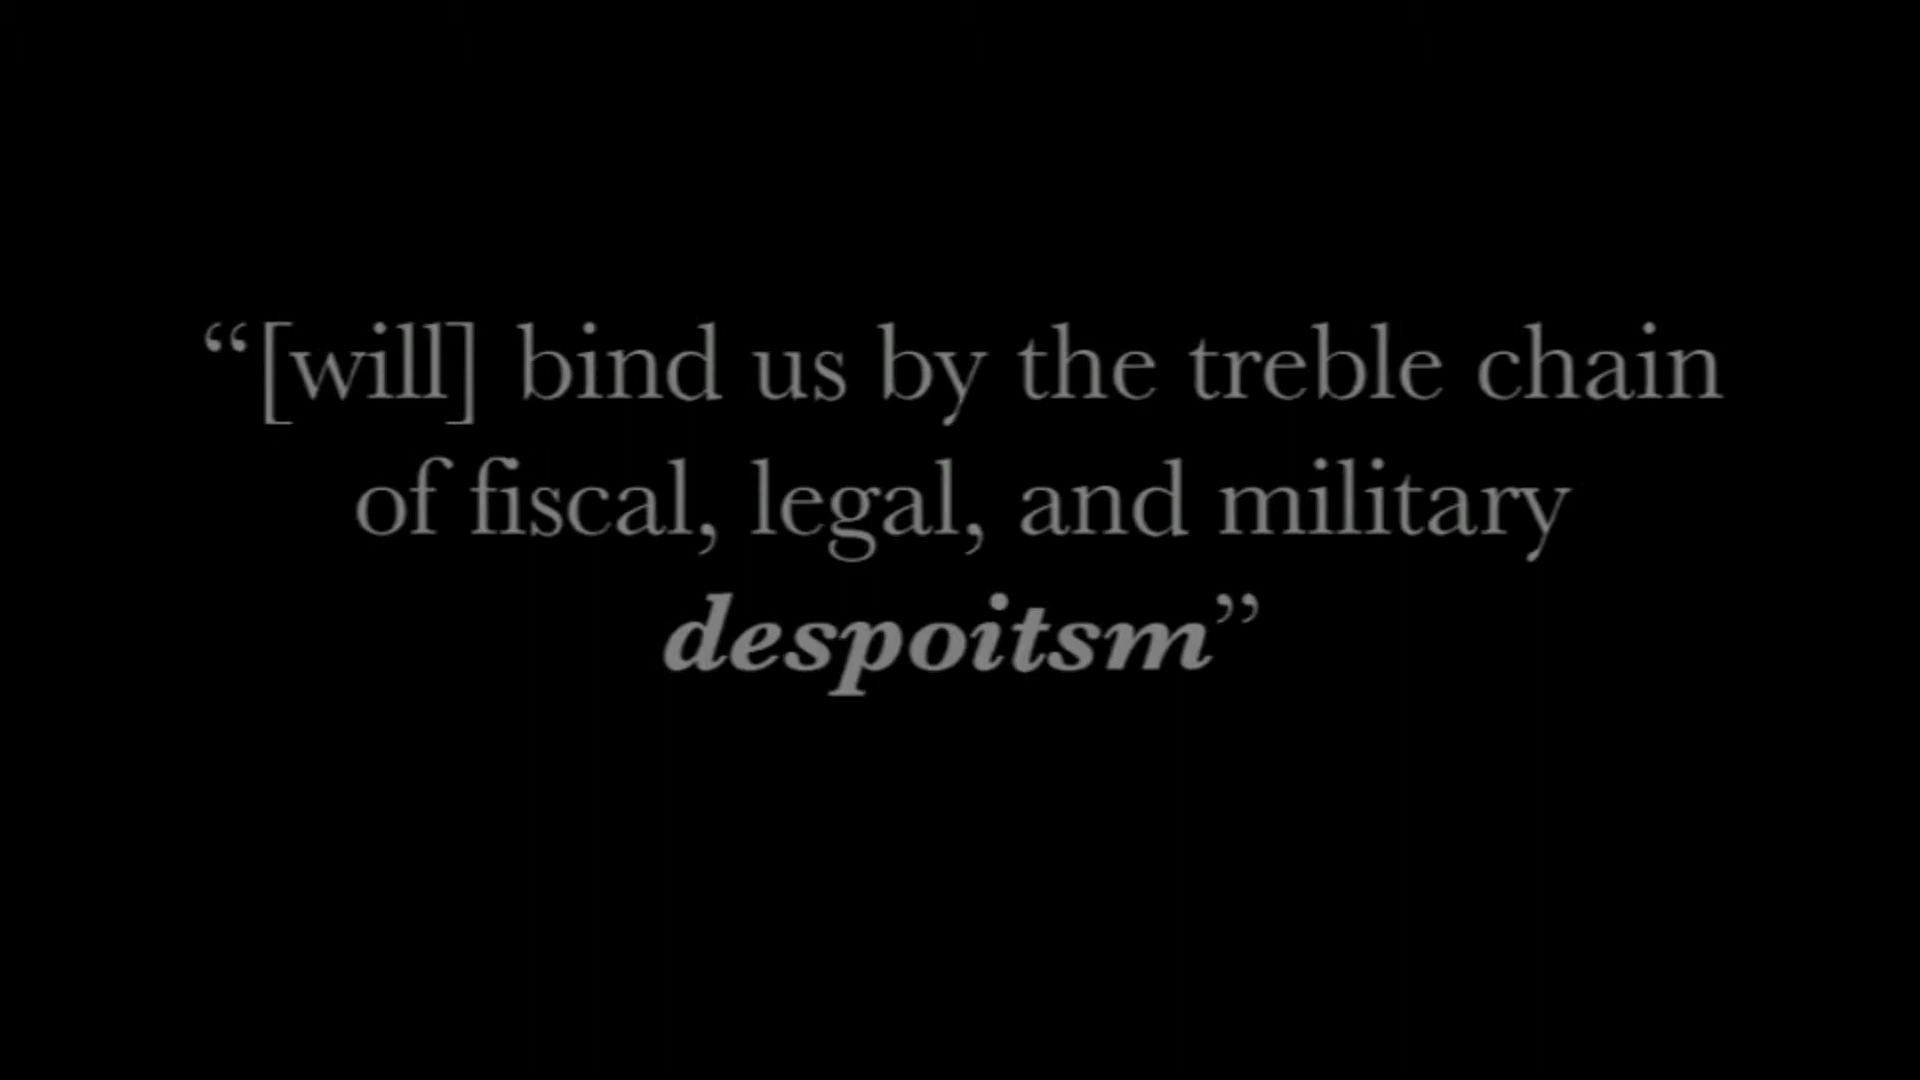 “[will] bind us by the treble chain
of fiscal, legal, and military
despoitsm”